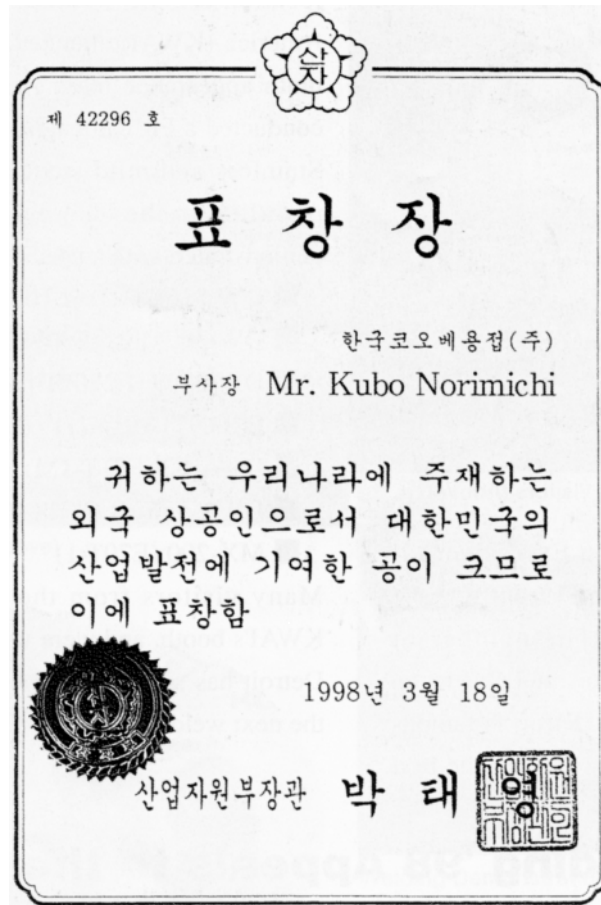 산자
제 42296 호
표 창 장
한국코오베용접(주)
부사장 Mr. Kubo Norimichi
귀하는 우리나라에 주재하는
외국 상공인으로서 대한민국의
산업발전에 기여한 공이 크므로
이에 표창함
1998년 3월 18일
산업자원부장관 박 태 영